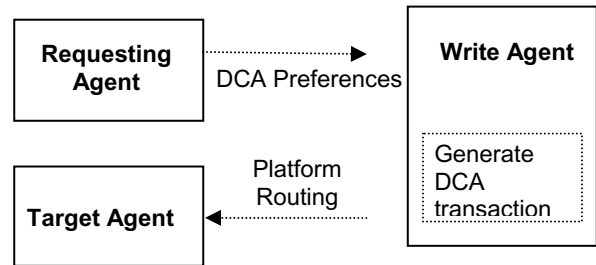 Requesting
Agent
DCA Preferences
Write Agent
Generate
DCA
transaction
Platform
Routing
Target Agent